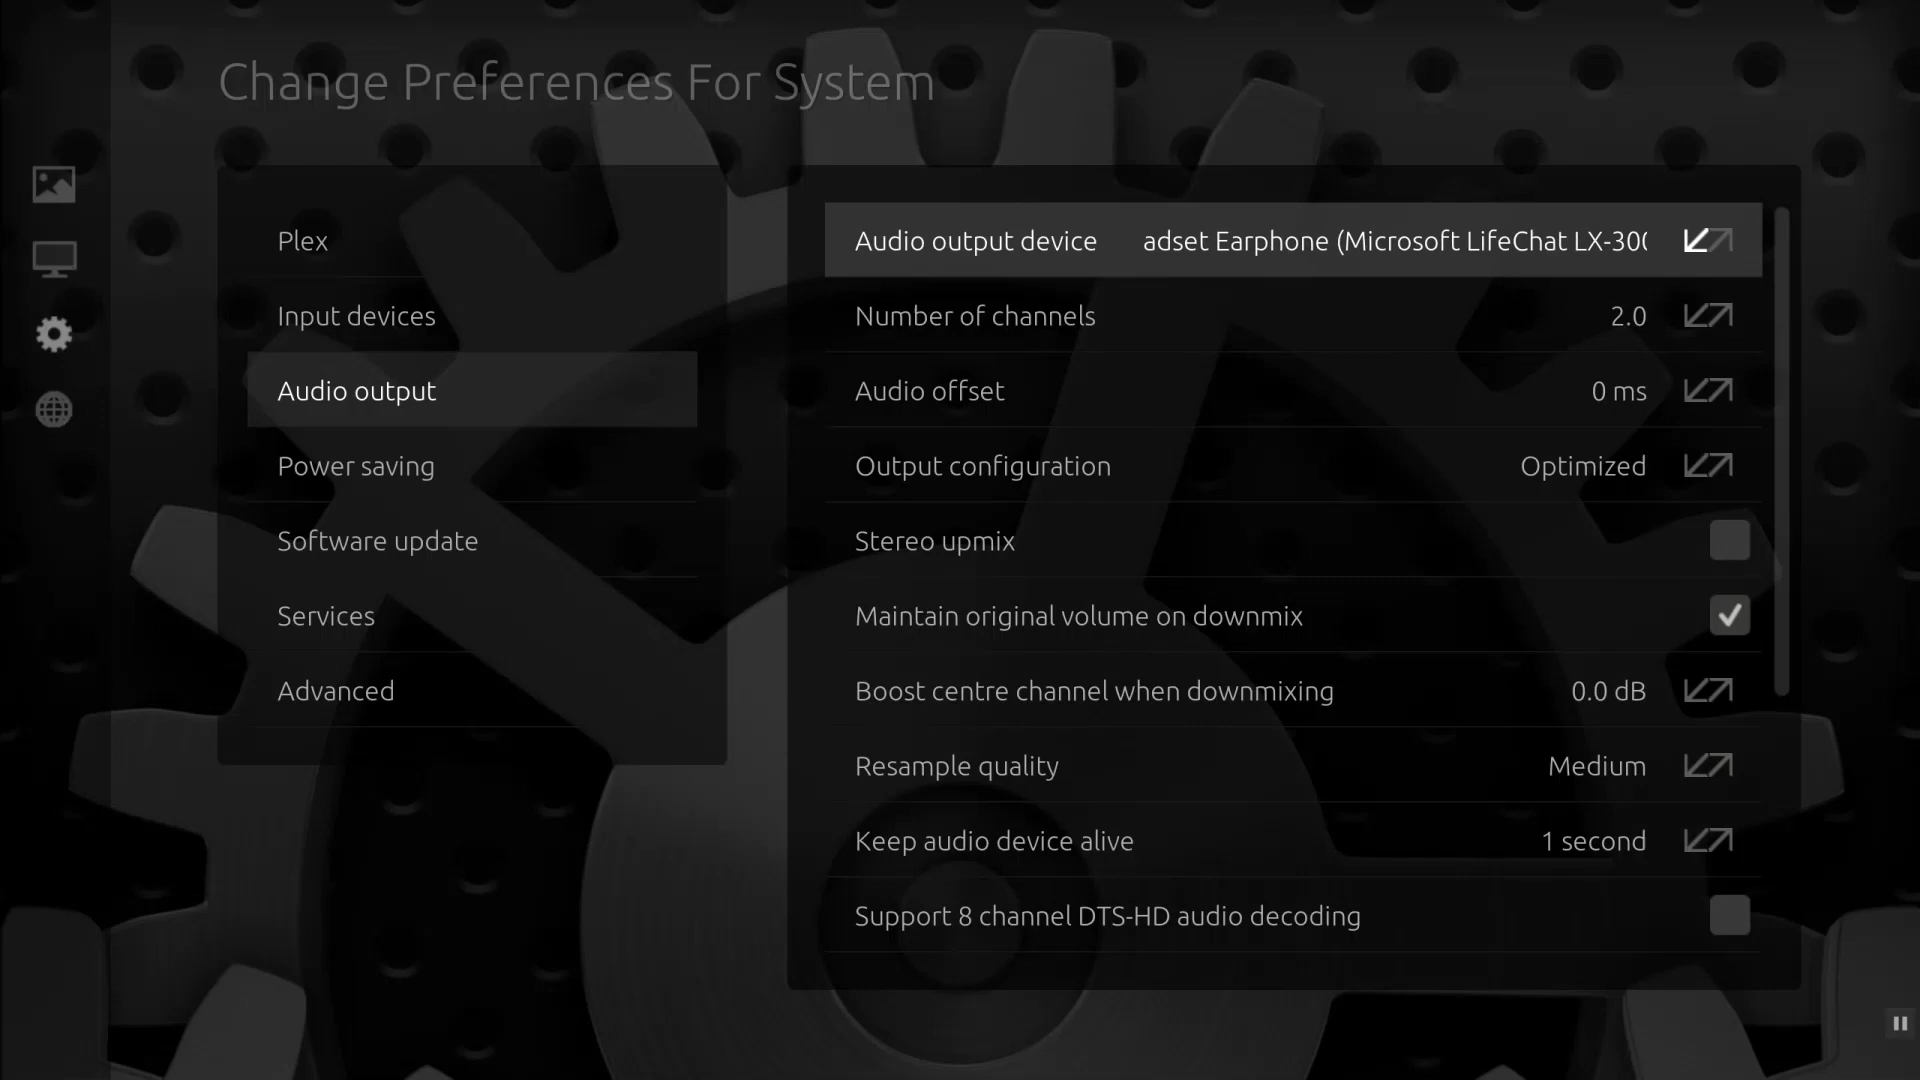 Change Preferences For System
Plex
Input devices
Audio output
Power saving
Software update
Services
Advanced
Audio output device adset Earphone (Microsoft LifeChat LX-300
Number of channels 2.0
Audio offset 0 ms
Output configuration Optimized
Stereo upmix
Maintain original volume on downmix
Boost centre channel when downmixing 0.0 dB
Resample quality Medium
Keep audio device alive 1 second
Support 8 channel DTS-HD audio decoding